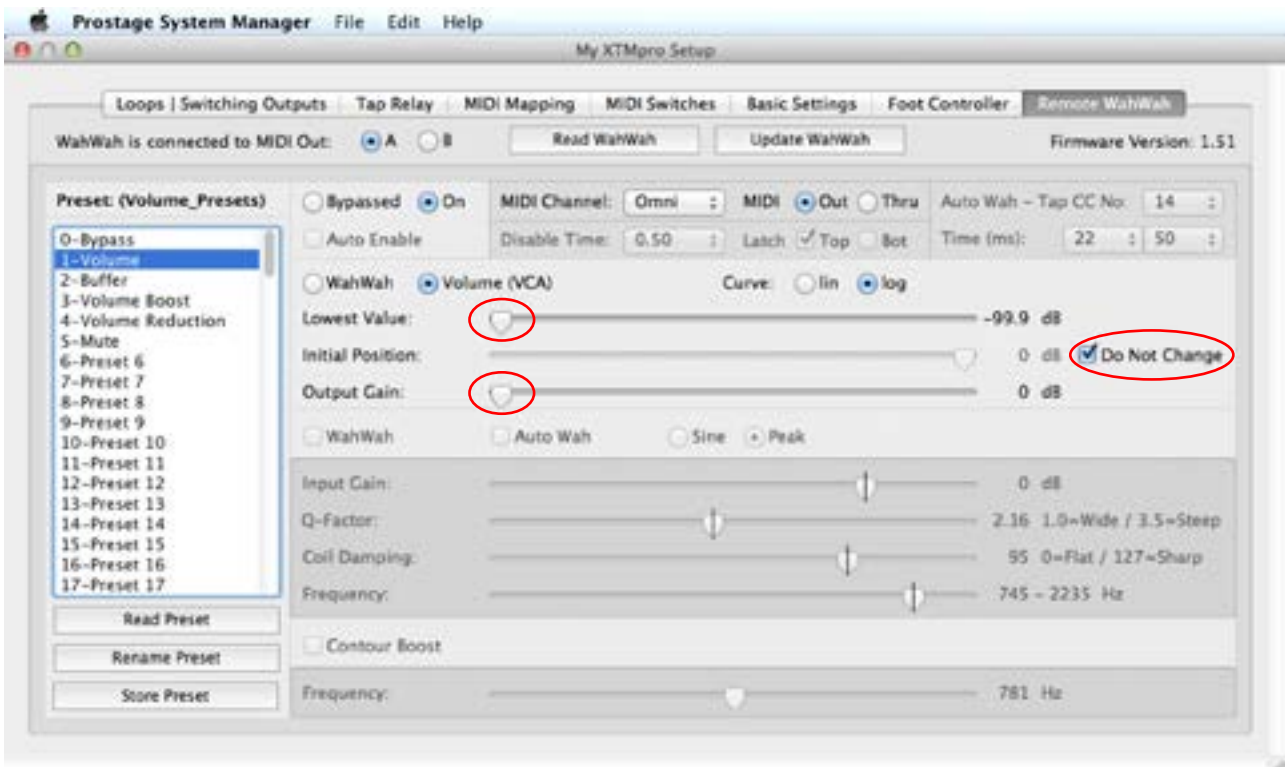 Prostage System Manager File Edit Help
My XTMpro Setup
Loops | Switching Outputs Tap Relay MIDI Mapping MIDI Switches Basic Settings Foot Controller Remote WahWah
WahWah is connected to MIDI Out: A B Read WahWah Update WahWah Firmware Version: 1.51
Preset: (Volume_Presets)
0-Bypass
1-Volume
2-Buffer
3-Volume Boost
4-Volume Reduction
5-Mute
6-Preset 6
7-Preset 7
8-Preset 8
9-Preset 9
10-Preset 10
11-Preset 11
12-Preset 12
13-Preset 13
14-Preset 14
15-Preset 15
16-Preset 16
17-Preset 17
Read Preset
Rename Preset
Store Preset
Bypassed On MIDI Channel: Omni MIDI Out Thru Auto Wah - Tap CC No: 14
Auto Enable Disable Time: 0.50 Latch Top Bot Time (ms): 22 50
WahWah Volume (VCA) Curve: lin log
Lowest Value: -99.9 dB
Initial Position: 0 dB Do Not Change
Output Gain: 0 dB
WahWah Auto Wah Sine Peak
Input Gain: 0 dB
Q-Factor: 2.16 1.0=Wide / 3.5=Steep
Coil Damping: 95 0=Flat / 127=Sharp
Frequency: 745 - 2235 Hz
Contour Boost
Frequency: 781 Hz